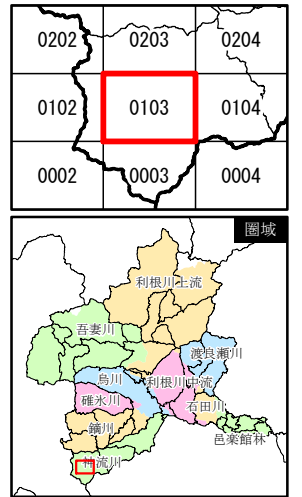 0202 0203 0204
0102 0103 0104
0002 0003 0004
圏域
利根川上流
吾妻川
渡良瀬川
烏川
利根川中流
碓氷川
石田川
鏑川
邑楽館林
神流川